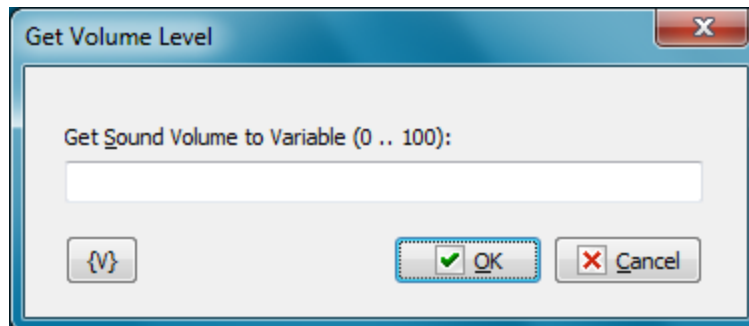 Get Volume Level
Get Sound Volume to Variable (0 .. 100):
{V}
OK
Cancel